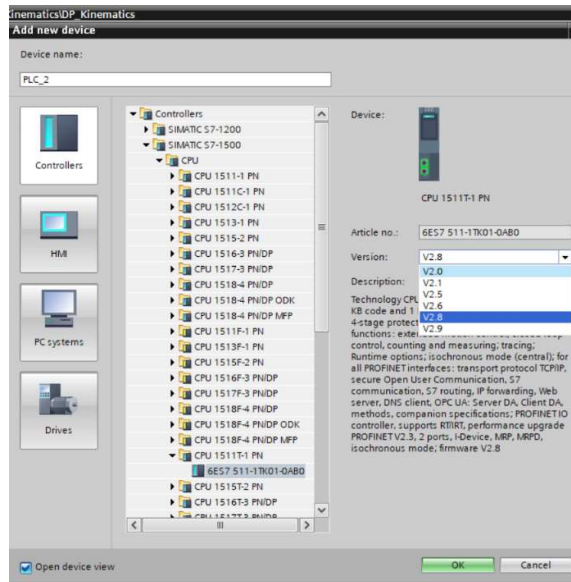 Kinematics\DP_Kinematics
Add new device
Device name:
PLC_2
Controllers
HMI
PC systems
Drives
Controllers
SIMATIC S7-1200
SIMATIC S7-1500
CPU
CPU 1511-1 PN
CPU 1511C-1 PN
CPU 1512C-1 PN
CPU 1513-1 PN
CPU 1515-2 PN
CPU 1516-3 PN/DP
CPU 1517-3 PN/DP
CPU 1518-4 PN/DP
CPU 1518-4 PN/DP ODK
CPU 1518-4 PN/DP MFP
CPU 1511F-1 PN
CPU 1513F-1 PN
CPU 1515F-2 PN
CPU 1516F-3 PN/DP
CPU 1517F-3 PN/DP
CPU 1518F-4 PN/DP
CPU 1518F-4 PN/DP ODK
CPU 1518F-4 PN/DP MFP
CPU 1511T-1 PN
6ES7 511-1TK01-0AB0
CPU 1515T-2 PN
CPU 1516T-3 PN/DP
CPU 1517T-3 PN/DP
Device:
CPU 1511T-1 PN
Article no.: 6ES7 511-1TK01-0AB0
Version: V2.8
V2.0
V2.1
V2.5
V2.6
V2.8
V2.9
Description:
Technology CPU
KB code and 1
4-stage protect
functions: exte
control, counting and measuring; tracing;
Runtime options; isochronous mode (central); for
all PROFINET interfaces: transport protocol TCP/IP,
secure Open User Communication, S7
communication, S7 routing, IP forwarding, Web
server, DNS client, OPC UA: Server DA, Client DA,
methods, companion specifications; PROFINET IO
controller, supports RT/IRT, performance upgrade
PROFINET V2.3, 2 ports, I-Device, MRP, MRPD,
isochronous mode; firmware V2.8
Open device view
OK
Cancel